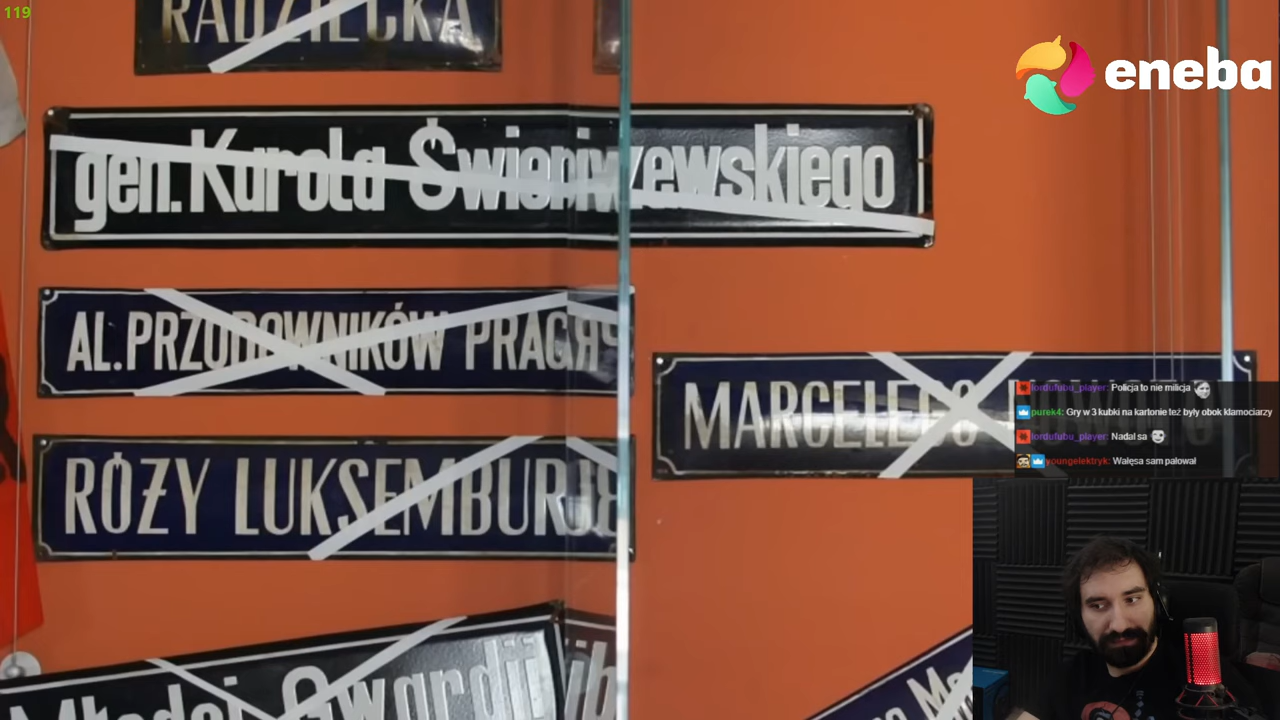 119
RADZIECKA
eneba
gen. Karola Świerczewskiego
AL. PRZODOWNIKÓW PRACY
RÓŻY LUKSEMBURG
MARCELEGO
lordufubu_player: Policja to nie milicja
purek4: Gry w 3 kubki na kartonie też były obok kłamociarzy
lordufubu_player: Nadal sa
youngelektryk: Wałęsa sam pałował
Młodej Gwardii